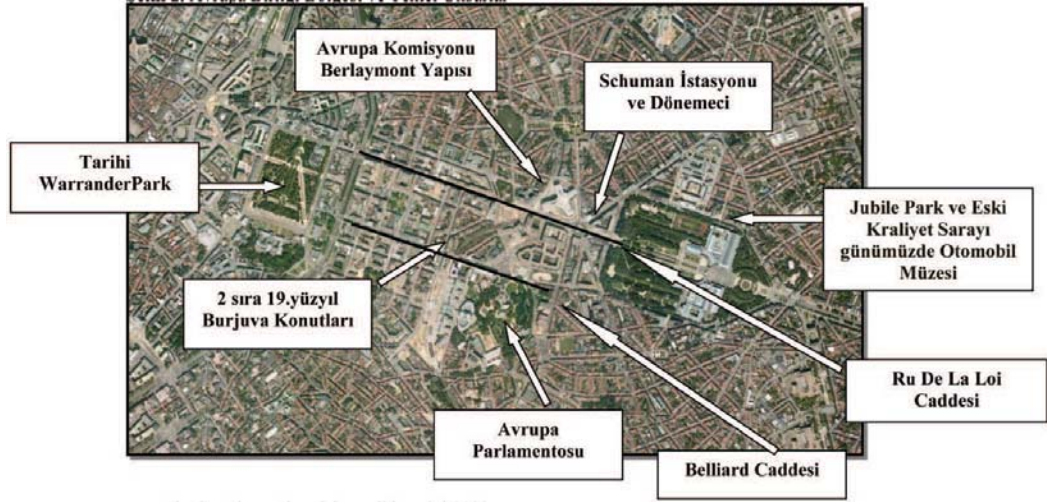 Avrupa Komisyonu
Berlaymont Yapısı
Schuman İstasyonu
ve Dönemeci
Tarihi
WarranderPark
Jubile Park ve Eski
Kraliyet Sarayı
günümüzde Otomobil
Müzesi
2 sıra 19.yüzyıl
Burjuva Konutları
Ru De La Loi
Caddesi
Avrupa
Parlamentosu
Belliard Caddesi